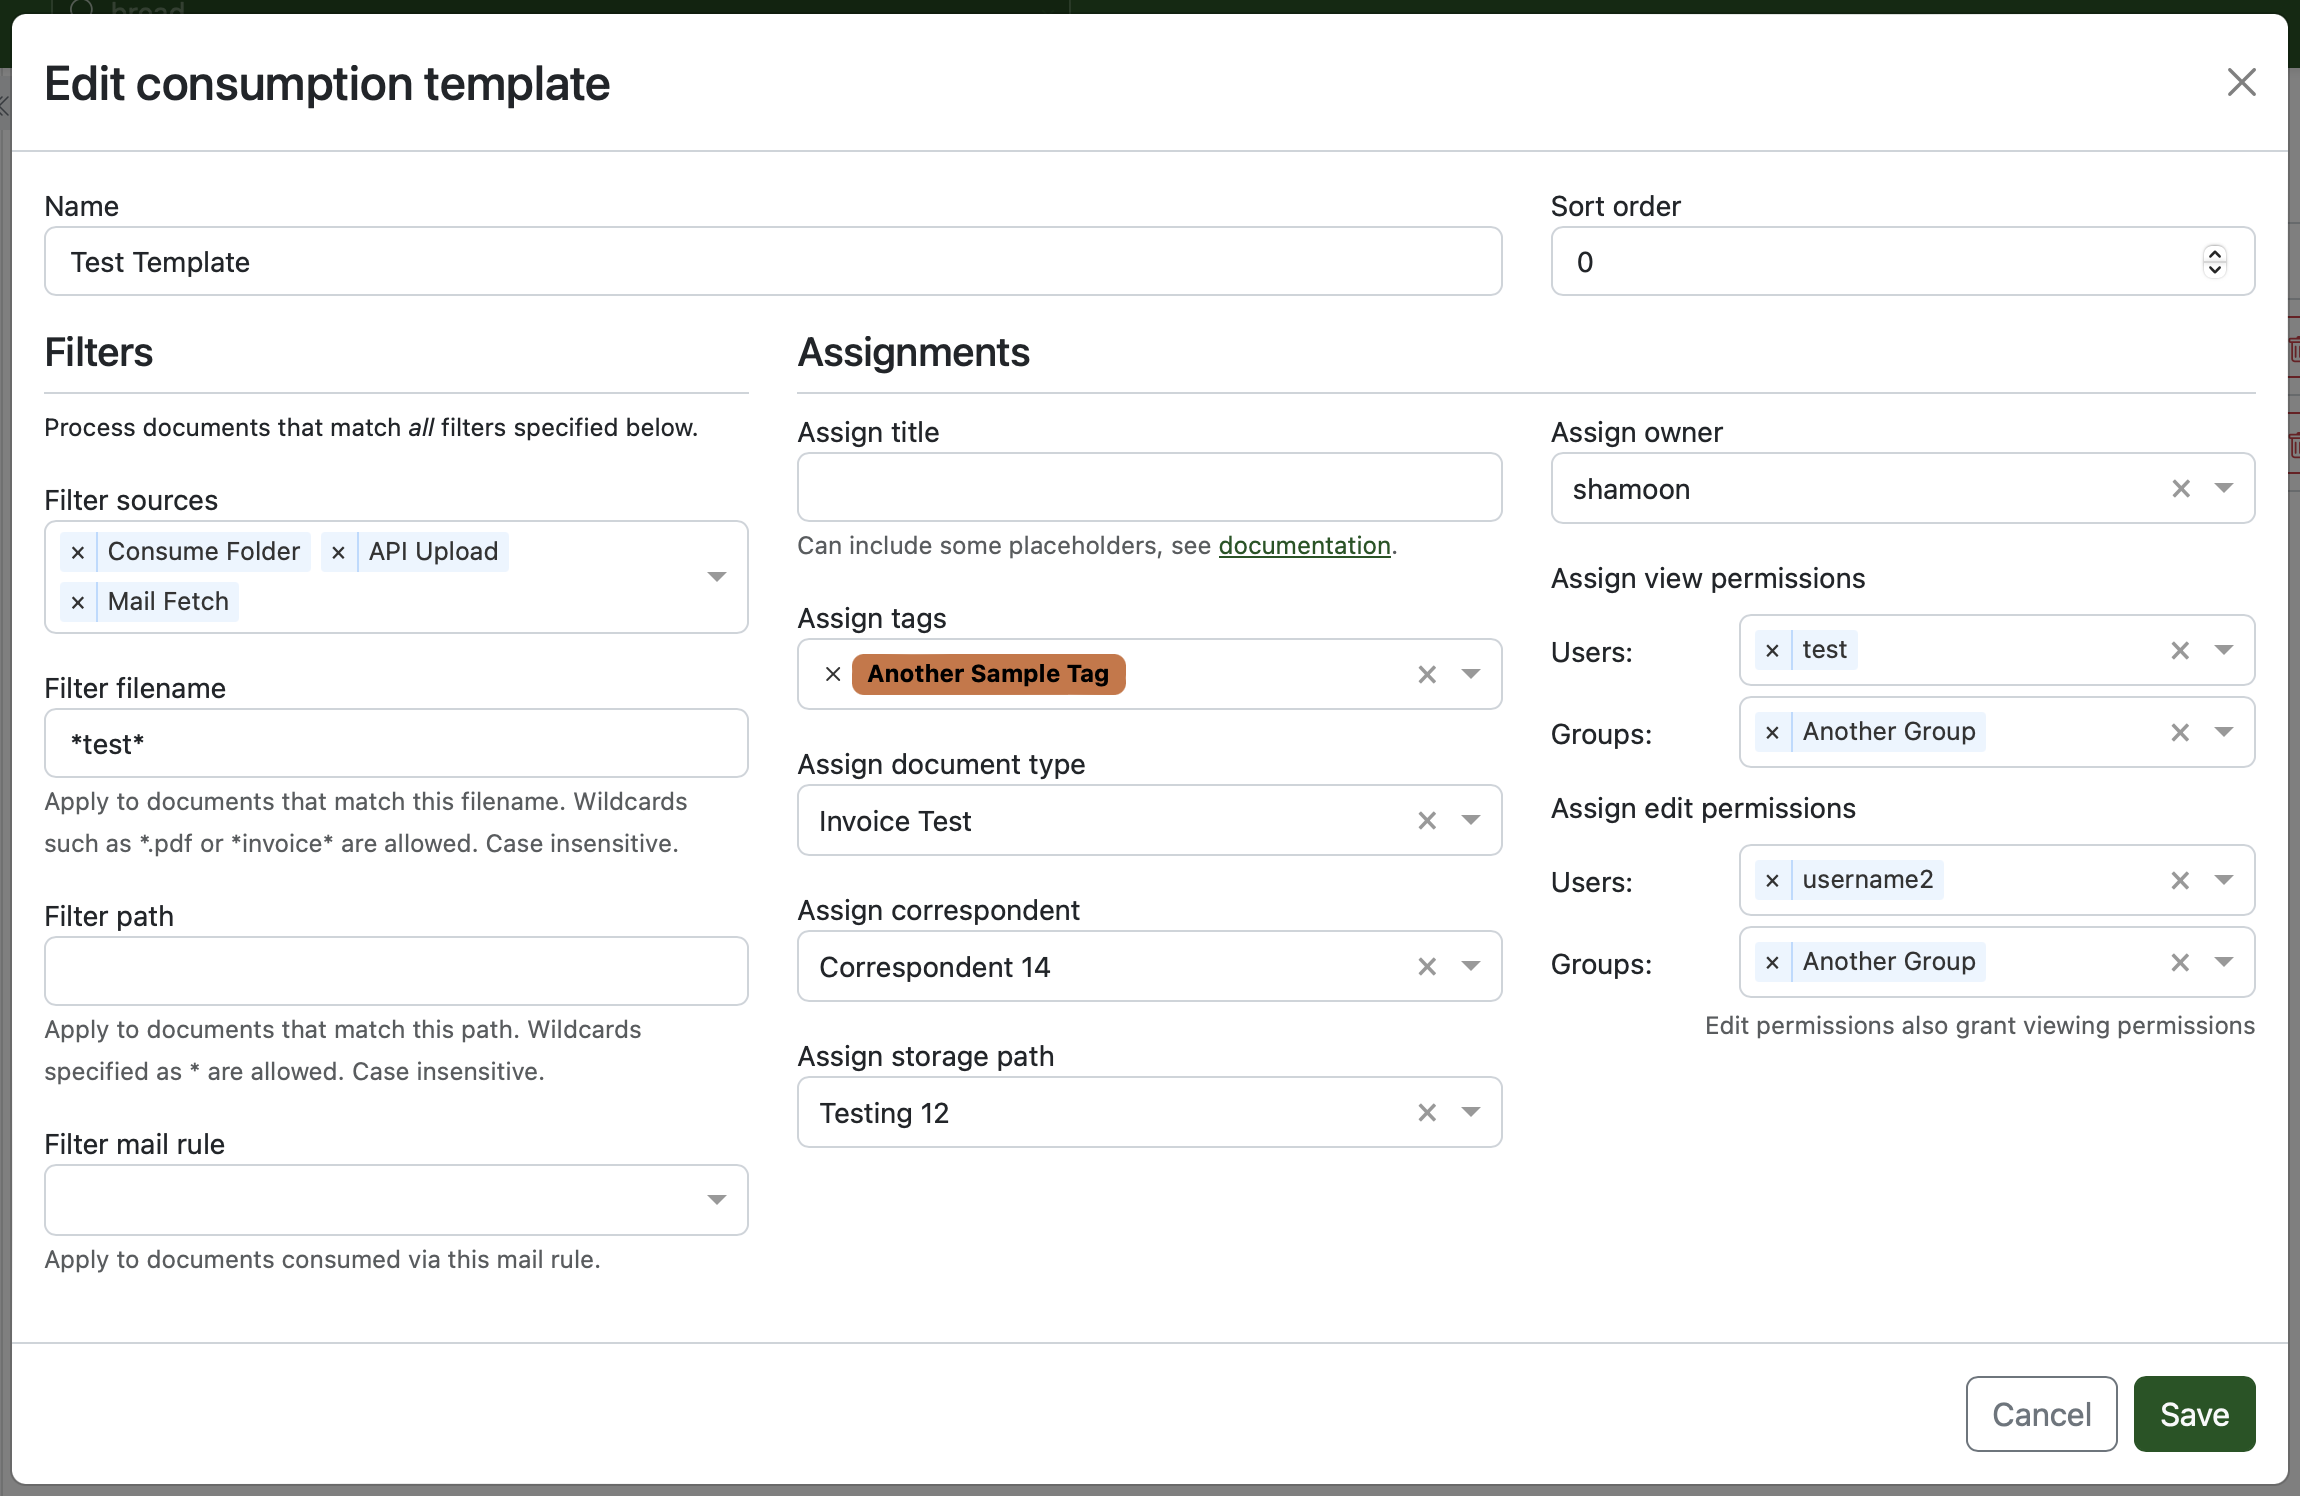 bread
Edit consumption template
Name
Test Template
Sort order
0
Filters
Process documents that match all filters specified below.
Filter sources
× Consume Folder × API Upload
× Mail Fetch
Filter filename
*test*
Apply to documents that match this filename. Wildcards
such as *.pdf or *invoice* are allowed. Case insensitive.
Filter path
Apply to documents that match this path. Wildcards
specified as * are allowed. Case insensitive.
Filter mail rule
Apply to documents consumed via this mail rule.
Assignments
Assign title
Can include some placeholders, see documentation.
Assign tags
× Another Sample Tag
Assign document type
Invoice Test
Assign correspondent
Correspondent 14
Assign storage path
Testing 12
Assign owner
shamoon
Assign view permissions
Users: × test
Groups: × Another Group
Assign edit permissions
Users: × username2
Groups: × Another Group
Edit permissions also grant viewing permissions
Cancel
Save